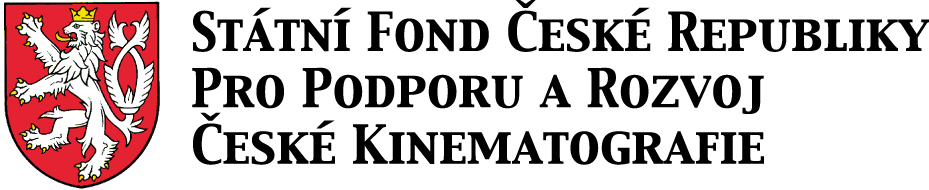 Státní Fond České Republiky
Pro Podporu a Rozvoj
České Kinematografie